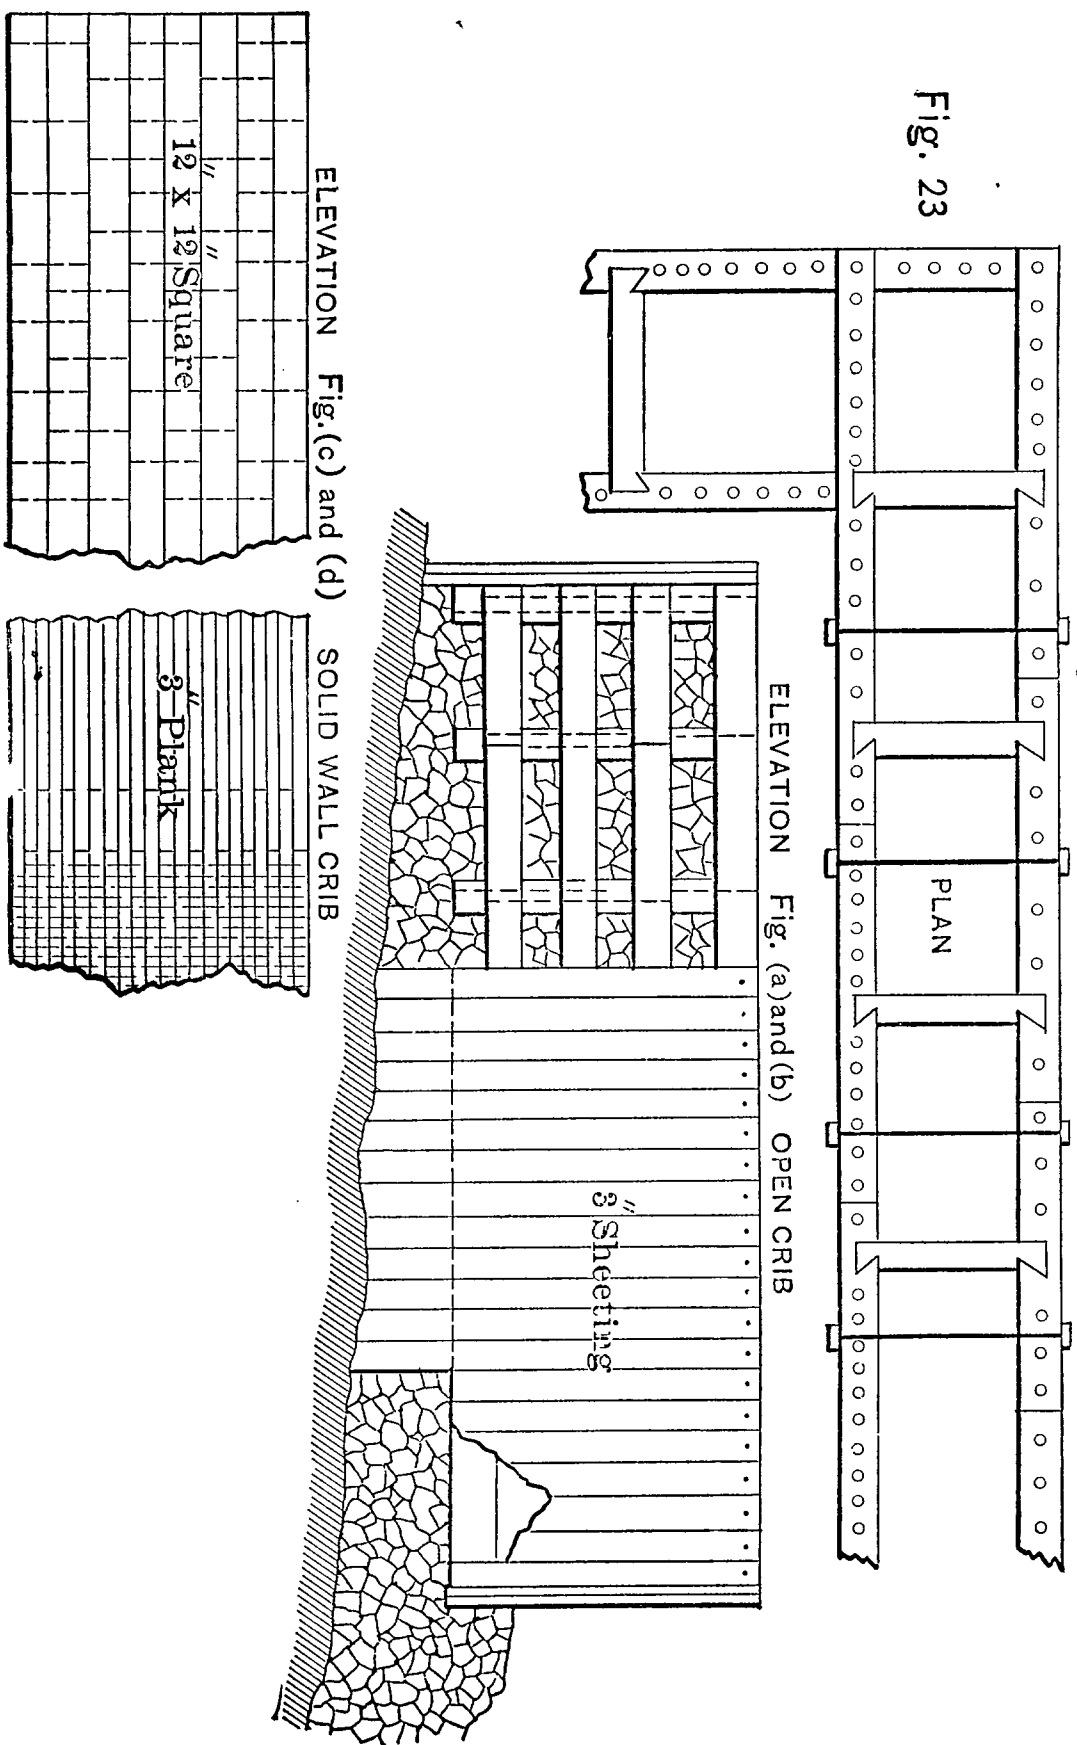 Fig. 23
PLAN
ELEVATION Fig. (a) and (b) OPEN CRIB
3" Sheeting
ELEVATION Fig. (c) and (d) SOLID WALL CRIB
12" x 12" Square
3" Plank